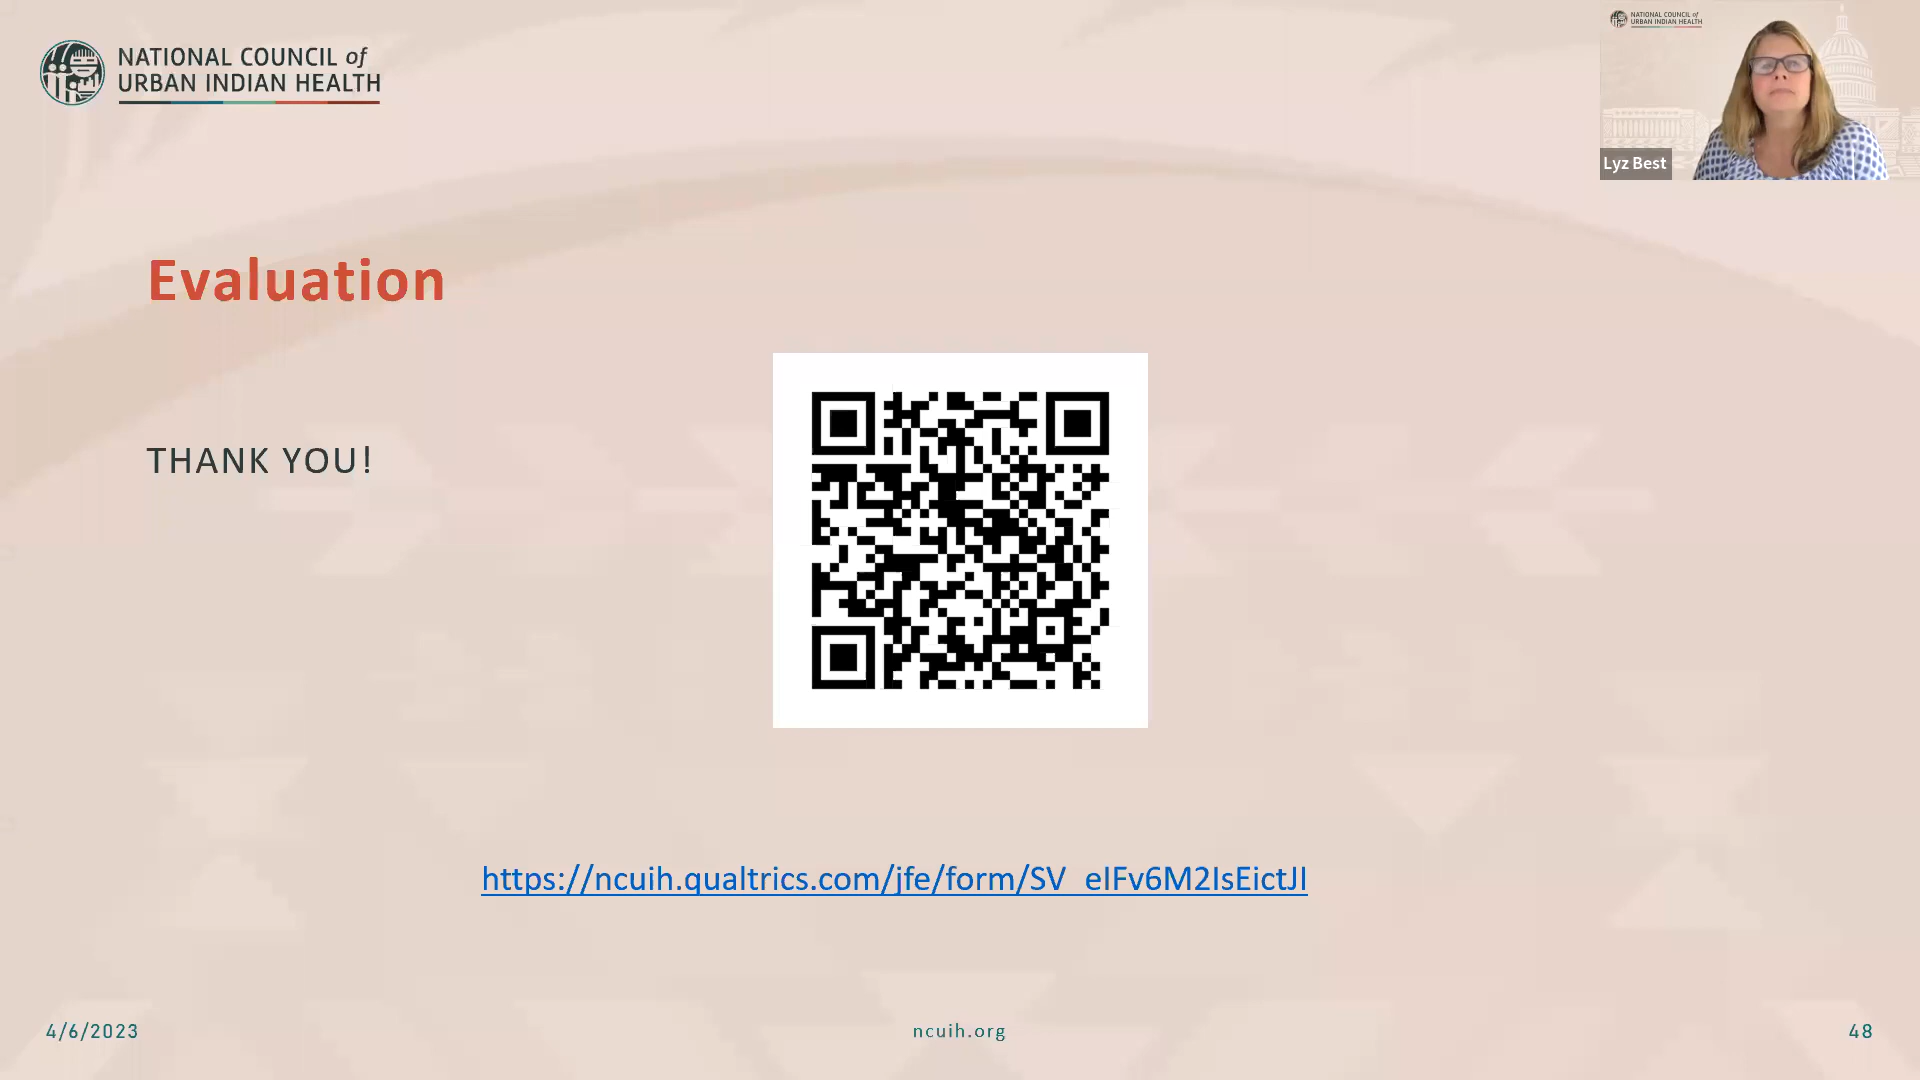 NATIONAL COUNCIL of
URBAN INDIAN HEALTH
NATIONAL COUNCIL of
URBAN INDIAN HEALTH
Lyz Best
Evaluation
THANK YOU!
https://ncuih.qualtrics.com/jfe/form/SV_eIFv6M2IsEictJI
4/6/2023
ncuih.org
48